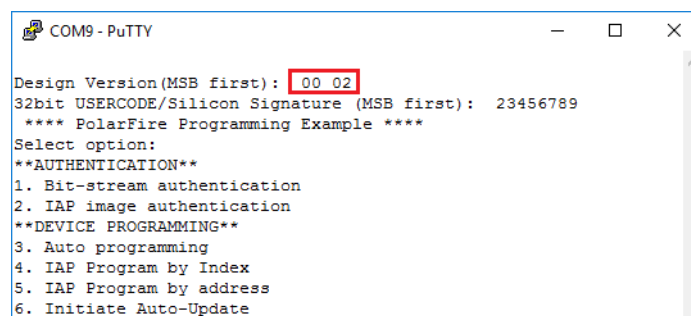 COM9 - PuTTY
Design Version(MSB first): 00 02
32bit USERCODE/Silicon Signature (MSB first): 23456789
**** PolarFire Programming Example ****
Select option:
**AUTHENTICATION**
1. Bit-stream authentication
2. IAP image authentication
**DEVICE PROGRAMMING**
3. Auto programming
4. IAP Program by Index
5. IAP Program by address
6. Initiate Auto-Update